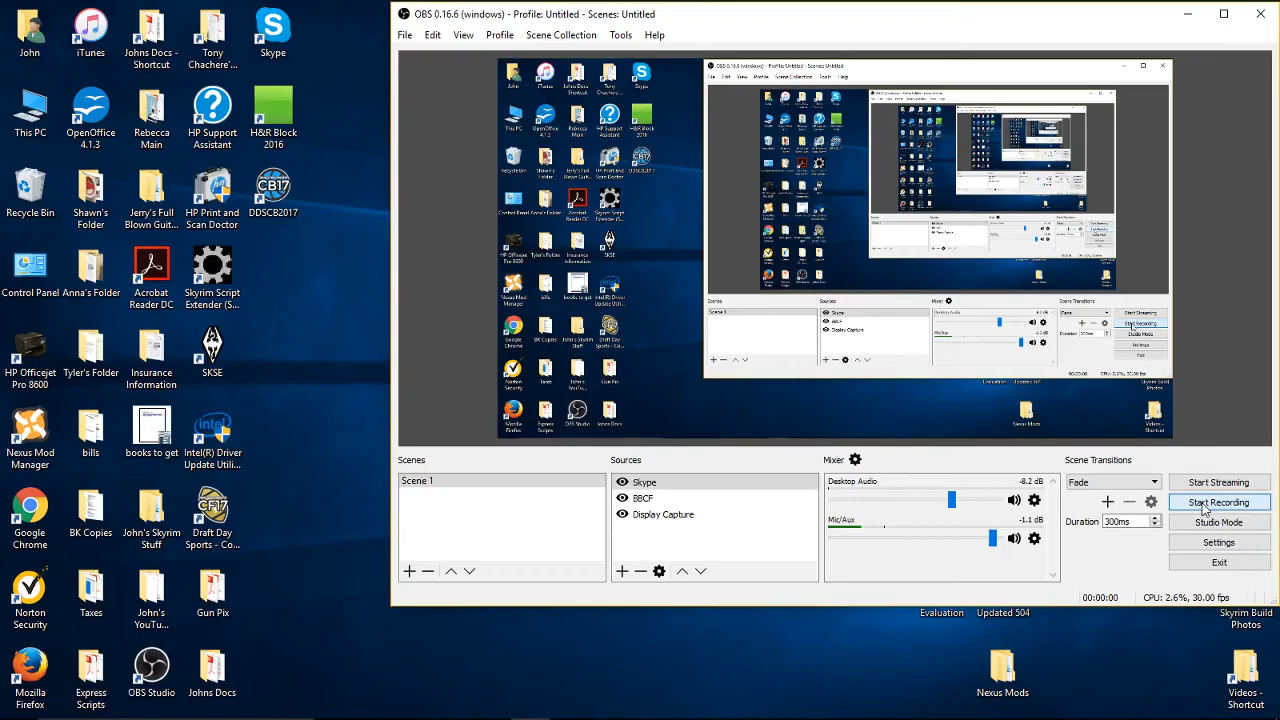 OBS 0.16.6 (windows) - Profile: Untitled - Scenes: Untitled
File Edit View Profile Scene Collection Tools Help
John
iTunes
Johns Docs -
Shortcut
Tony
Chachere'...
Skype
This PC
OpenOffice
4.1.3
Rebecca
Main
HP Support
Assistant
H&R Block
2016
Recycle Bin
Shawn's
Folder
Jerry's Full
Down Guil...
HP Print and
Scan Doctor
DDSCB2017
Control Panel
Anna's Folder
Acrobat
Reader DC
Skyrim Script
Extender (S...
HP Officejet
Pro 8600
Tyler's Folder
Insurance
Information
SKSE
Nexus Mod
Manager
bills
books to get
Intel(R) Driver
Update Utili...
Google
Chrome
BK Copies
John's Skyrim
Stuff
Draft Day
Sports - Co...
Norton
Security
Taxes
John's
YouTu...
Gun Pix
Mozilla
Firefox
Express
Scripts
OBS Studio
Johns Docs
Scenes
Scene 1
Sources
Skype
BBCF
Display Capture
Mixer
Desktop Audio -8.2 dB
Mic/Aux -1.1 dB
Scene Transitions
Fade
Duration 300ms
Start Streaming
Start Recording
Studio Mode
Settings
Exit
00:00:00 CPU: 2.6%, 30.00 fps
Evaluation
Updated 504
Skyrim Build
Photos
Nexus Mods
Videos -
Shortcut